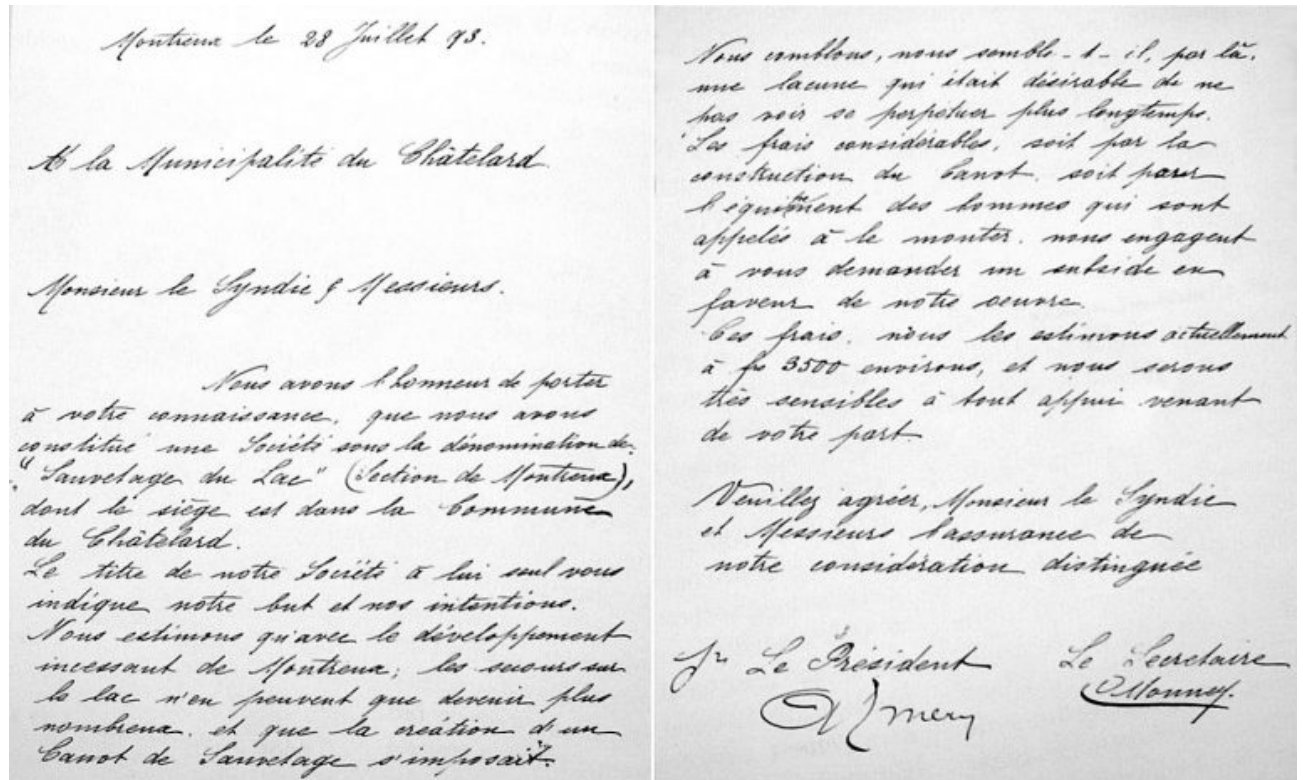 Montreux le 28 Juillet 93.
A la Municipalité du Châtelard
Monsieur le Syndic & Messieurs.
Nous avons l'honneur de porter
à votre connaissance, que nous avons
constitué une Société sous la dénomination de
"Sauvetage du Lac" (Section de Montreux),
dont le siège est dans la Commune
du Châtelard.
Le titre de notre Société à lui seul vous
indique notre but et nos intentions.
Nous estimons qu'avec le développement
incessant de Montreux; les secours sur
le lac n'en peuvent que devenir plus
nombreux. et que la création d'un
Canot de Sauvetage s'imposait.
Nous comblons, nous semble-t-il, par là,
une lacune qui était désirable de ne
pas voir se perpétuer plus longtemps.
Les frais considérables, soit par la
construction du Canot, soit par
l'équipement des hommes qui sont
appelés à le monter, nous engagent
à vous demander un subside en
faveur de notre oeuvre.
Ces frais, nous les estimons actuellement
à frs 3500 environs, et nous serons
très sensibles à tout appui venant
de votre part.
Veuillez agréer, Monsieur le Syndic
et Messieurs l'assurance de
notre considération distinguée
Le Président
Le Secretaire
Monney.